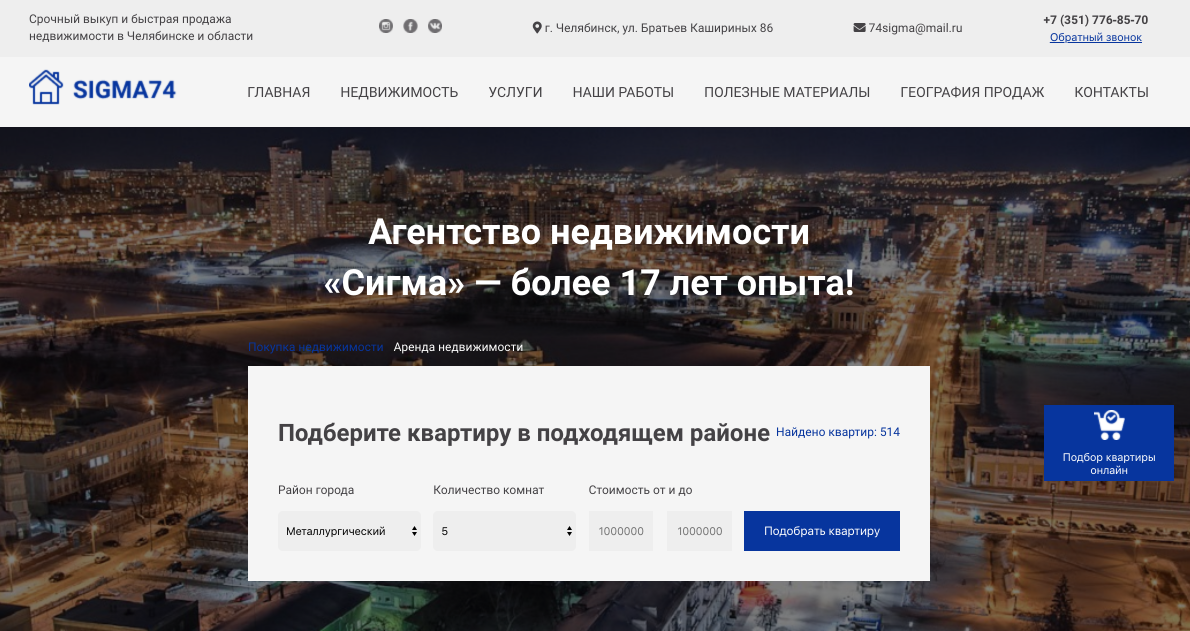 Срочный выкуп и быстрая продажа
недвижимости в Челябинске и области
г. Челябинск, ул. Братьев Кашириных 86
74sigma@mail.ru
+7 (351) 776-85-70
Обратный звонок
SIGMA74
ГЛАВНАЯ НЕДВИЖИМОСТЬ УСЛУГИ НАШИ РАБОТЫ ПОЛЕЗНЫЕ МАТЕРИАЛЫ ГЕОГРАФИЯ ПРОДАЖ КОНТАКТЫ
Агентство недвижимости
«Сигма» — более 17 лет опыта!
Покупка недвижимости Аренда недвижимости
Подберите квартиру в подходящем районе Найдено квартир: 514
Район города Количество комнат Стоимость от и до
Металлургический 5 1000000 1000000 Подобрать квартиру
Подбор квартиры
онлайн